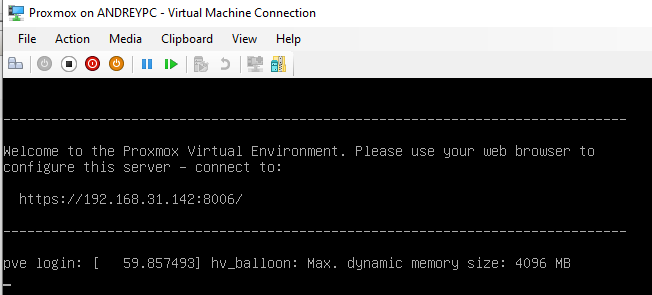 Proxmox on ANDREYPC - Virtual Machine Connection
File Action Media Clipboard View Help
--------------------------------------------------------------------------------
Welcome to the Proxmox Virtual Environment. Please use your web browser to
configure this server - connect to:
https://192.168.31.142:8006/
--------------------------------------------------------------------------------
pve login: [   59.857493] hv_balloon: Max. dynamic memory size: 4096 MB
_